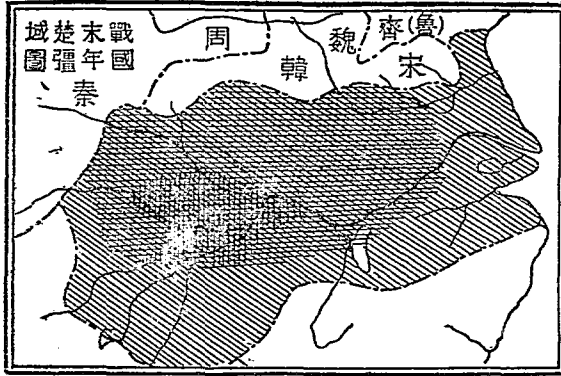 戰國
末年
楚疆
域圖
秦
周
韓
魏
齊(魯)
宋